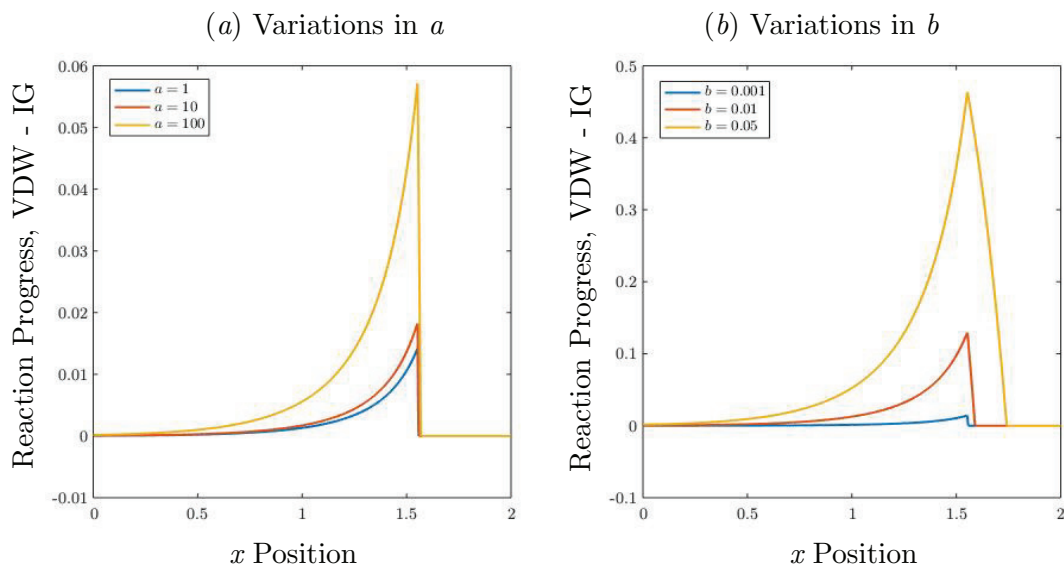 (a) Variations in a
Reaction Progress, VDW - IG
0.06
0.05
0.04
0.03
0.02
0.01
0
-0.01
a = 1
a = 10
a = 100
0
0.5
1
1.5
2
x Position
(b) Variations in b
Reaction Progress, VDW - IG
0.5
0.4
0.3
0.2
0.1
0
-0.1
b = 0.001
b = 0.01
b = 0.05
0
0.5
1
1.5
2
x Position